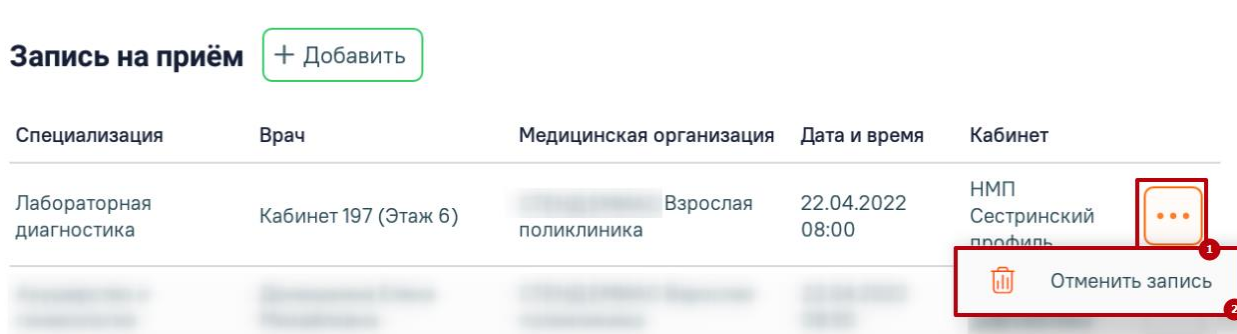 Запись на приём + Добавить
Специализация Врач Медицинская организация Дата и время Кабинет
Лабораторная диагностика
Кабинет 197 (Этаж 6)
Взрослая
поликлиника
22.04.2022
08:00
НМП
Сестринский
профиль
1
Отменить запись
2